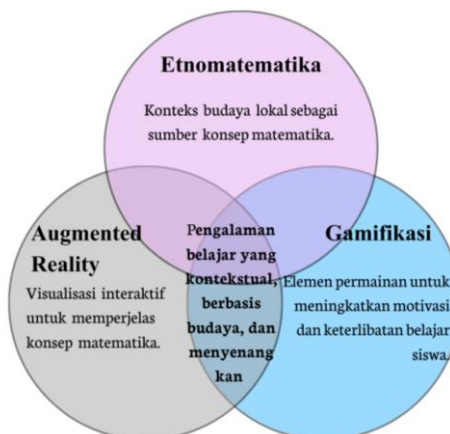 Etnomatematika
Konteks budaya lokal sebagai
sumber konsep matematika.
Augmented
Reality
Visualisasi interaktif
untuk memperjelas
konsep matematika.
Pengalaman
belajar yang
kontekstual,
berbasis
budaya, dan
menyenang
kan
Gamifikasi
Elemen permainan untuk
meningkatkan motivasi
dan keterlibatan belajar
siswa.